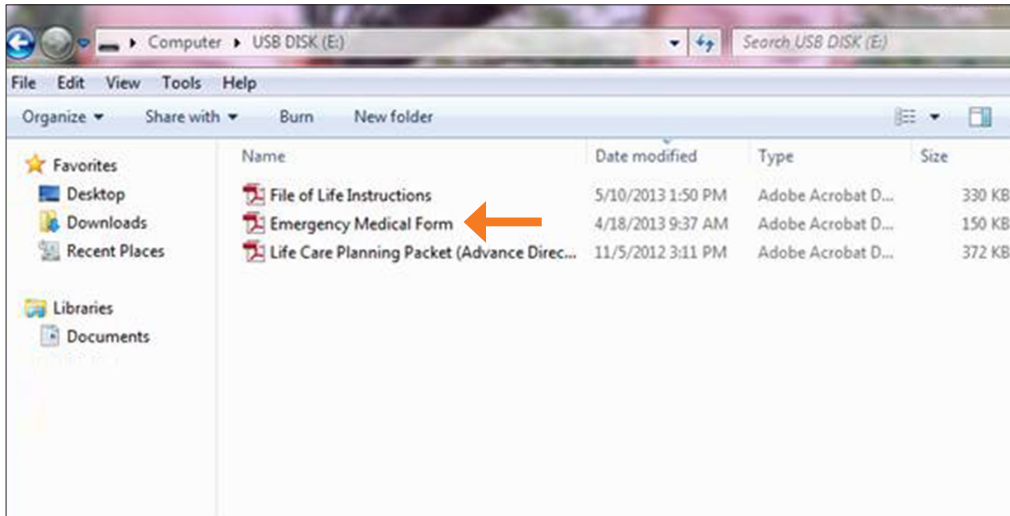 Computer ▸ USB DISK (E:) Search USB DISK (E:)
File Edit View Tools Help
Organize ▾ Share with ▾ Burn New folder
Name Date modified Type Size
Favorites
Desktop
Downloads
Recent Places
Libraries
Documents
File of Life Instructions 5/10/2013 1:50 PM Adobe Acrobat D... 330 KB
Emergency Medical Form 4/18/2013 9:37 AM Adobe Acrobat D... 150 KB
Life Care Planning Packet (Advance Direc... 11/5/2012 3:11 PM Adobe Acrobat D... 372 KB